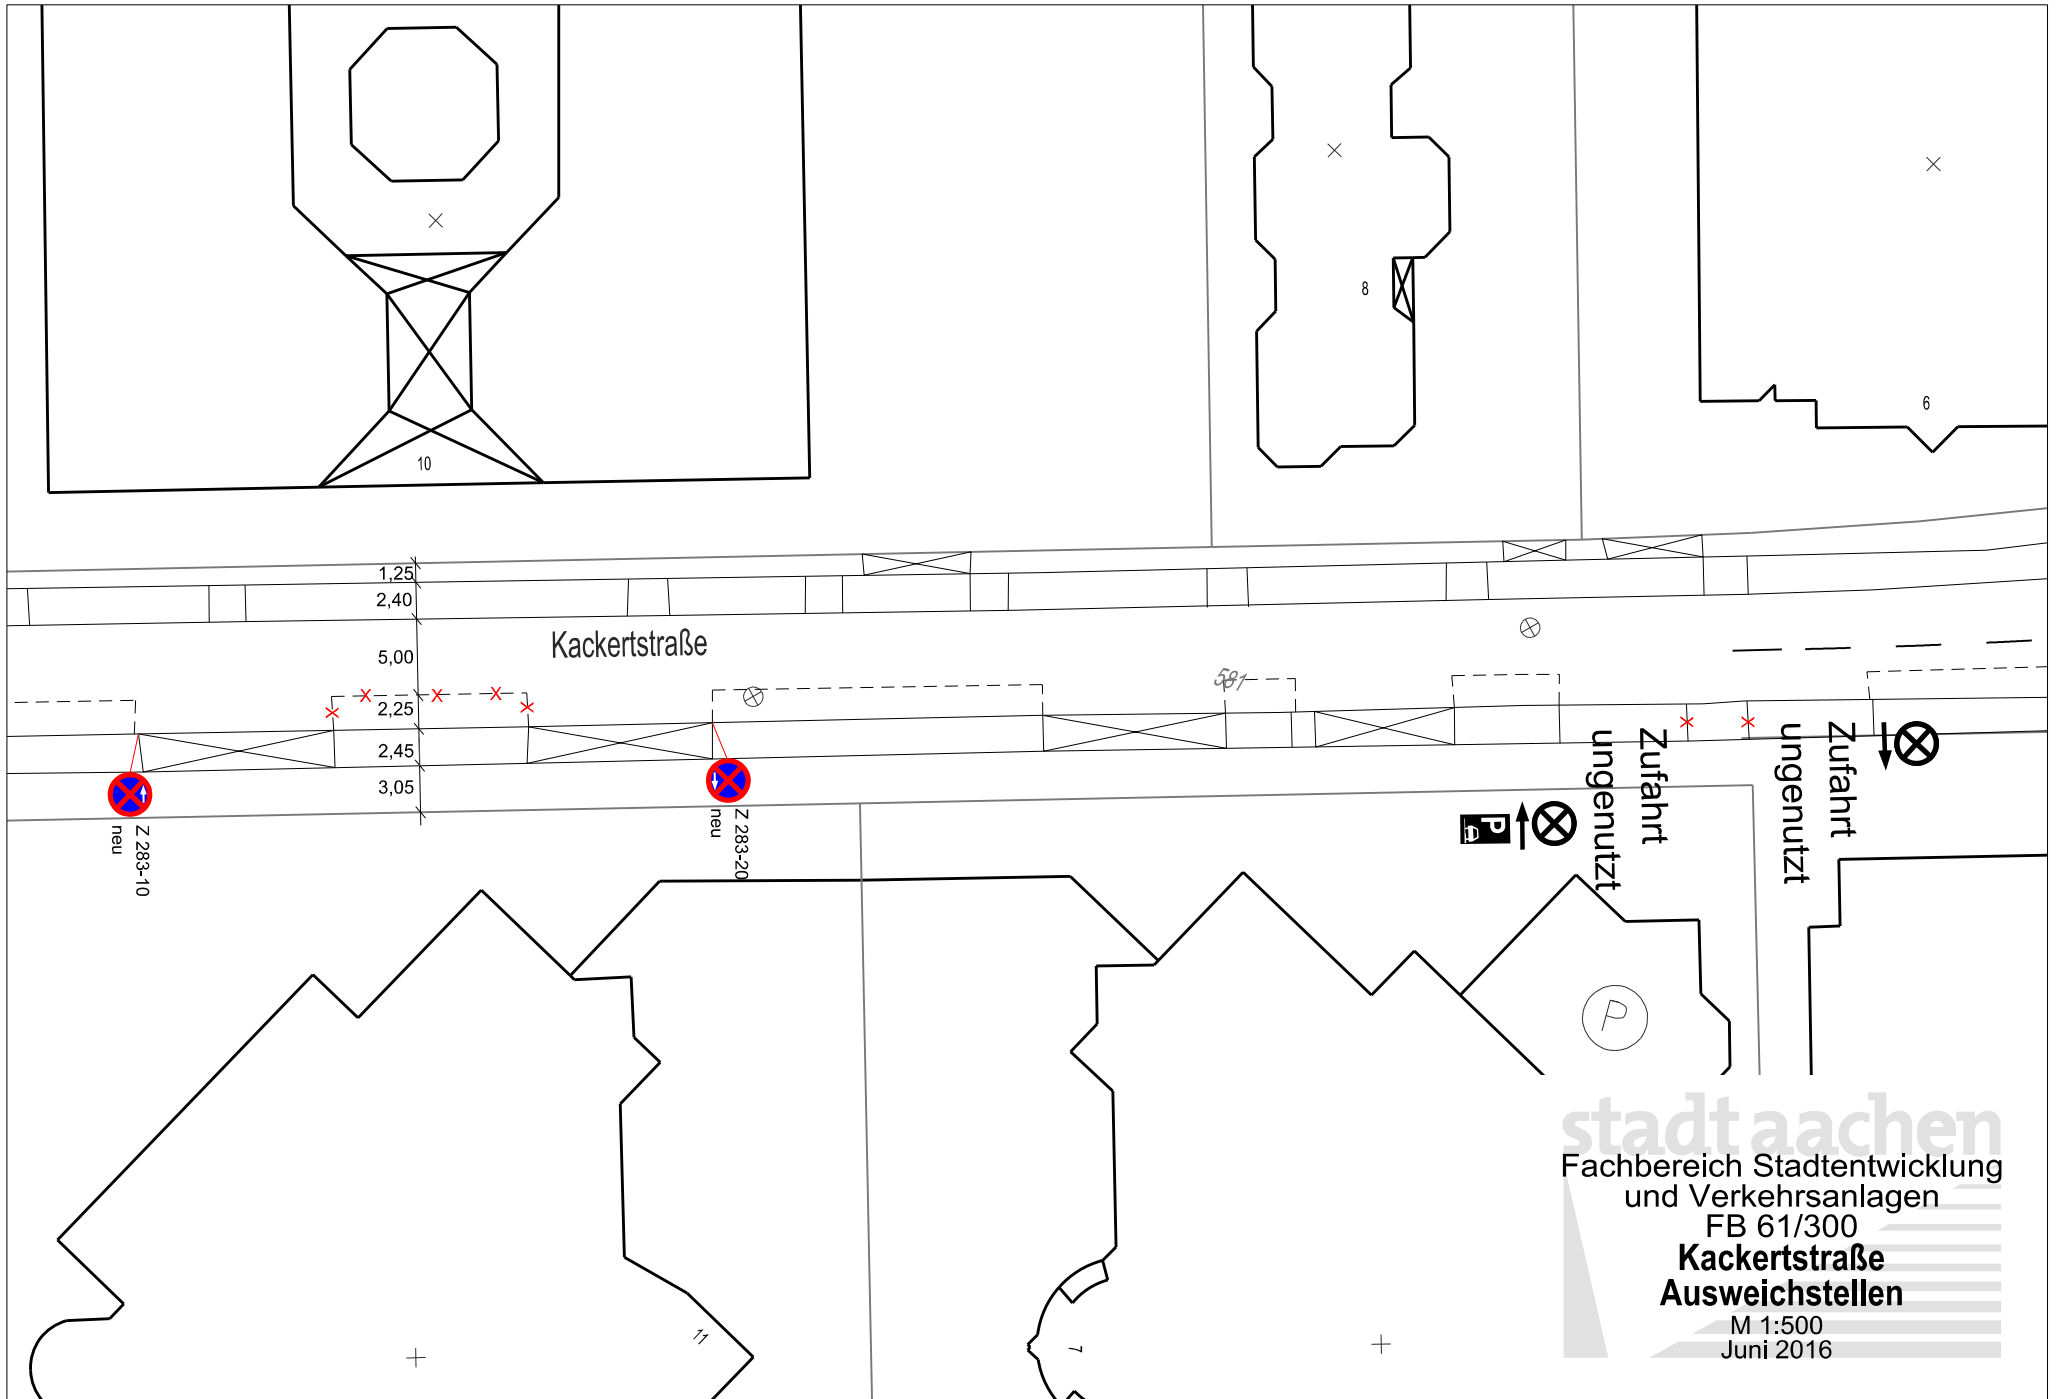 10
8
6
1,25
2,40
5,00
2,25
2,45
3,05
Kackertstraße
581
Z 283-10
neu
Z 283-20
neu
P
Zufahrt
ungenutzt
Zufahrt
ungenutzt
P
11
7
stadt aachen
Fachbereich Stadtentwicklung
und Verkehrsanlagen
FB 61/300
Kackertstraße
Ausweichstellen
M 1:500
Juni 2016